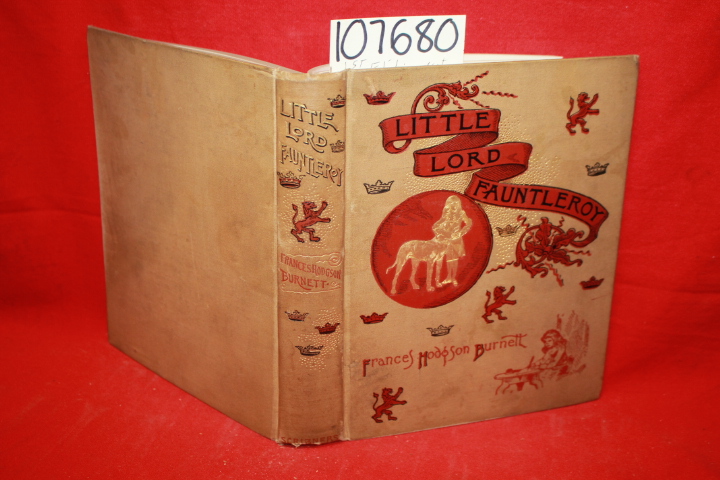 107680
LITTLE
LORD
FAUNTLEROY
FRANCES HODGSON
BURNETT
LITTLE
LORD
FAUNTLEROY
Frances Hodgson Burnett